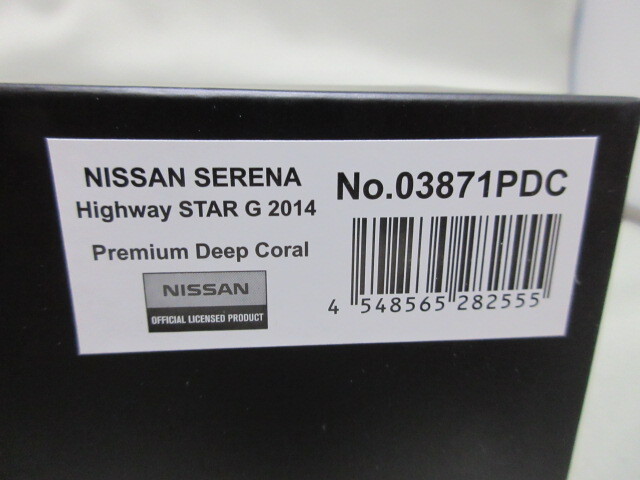 NISSAN SERENA
Highway STAR G 2014
Premium Deep Coral
NISSAN
OFFICIAL LICENSED PRODUCT
No.03871PDC
4 548565 282555